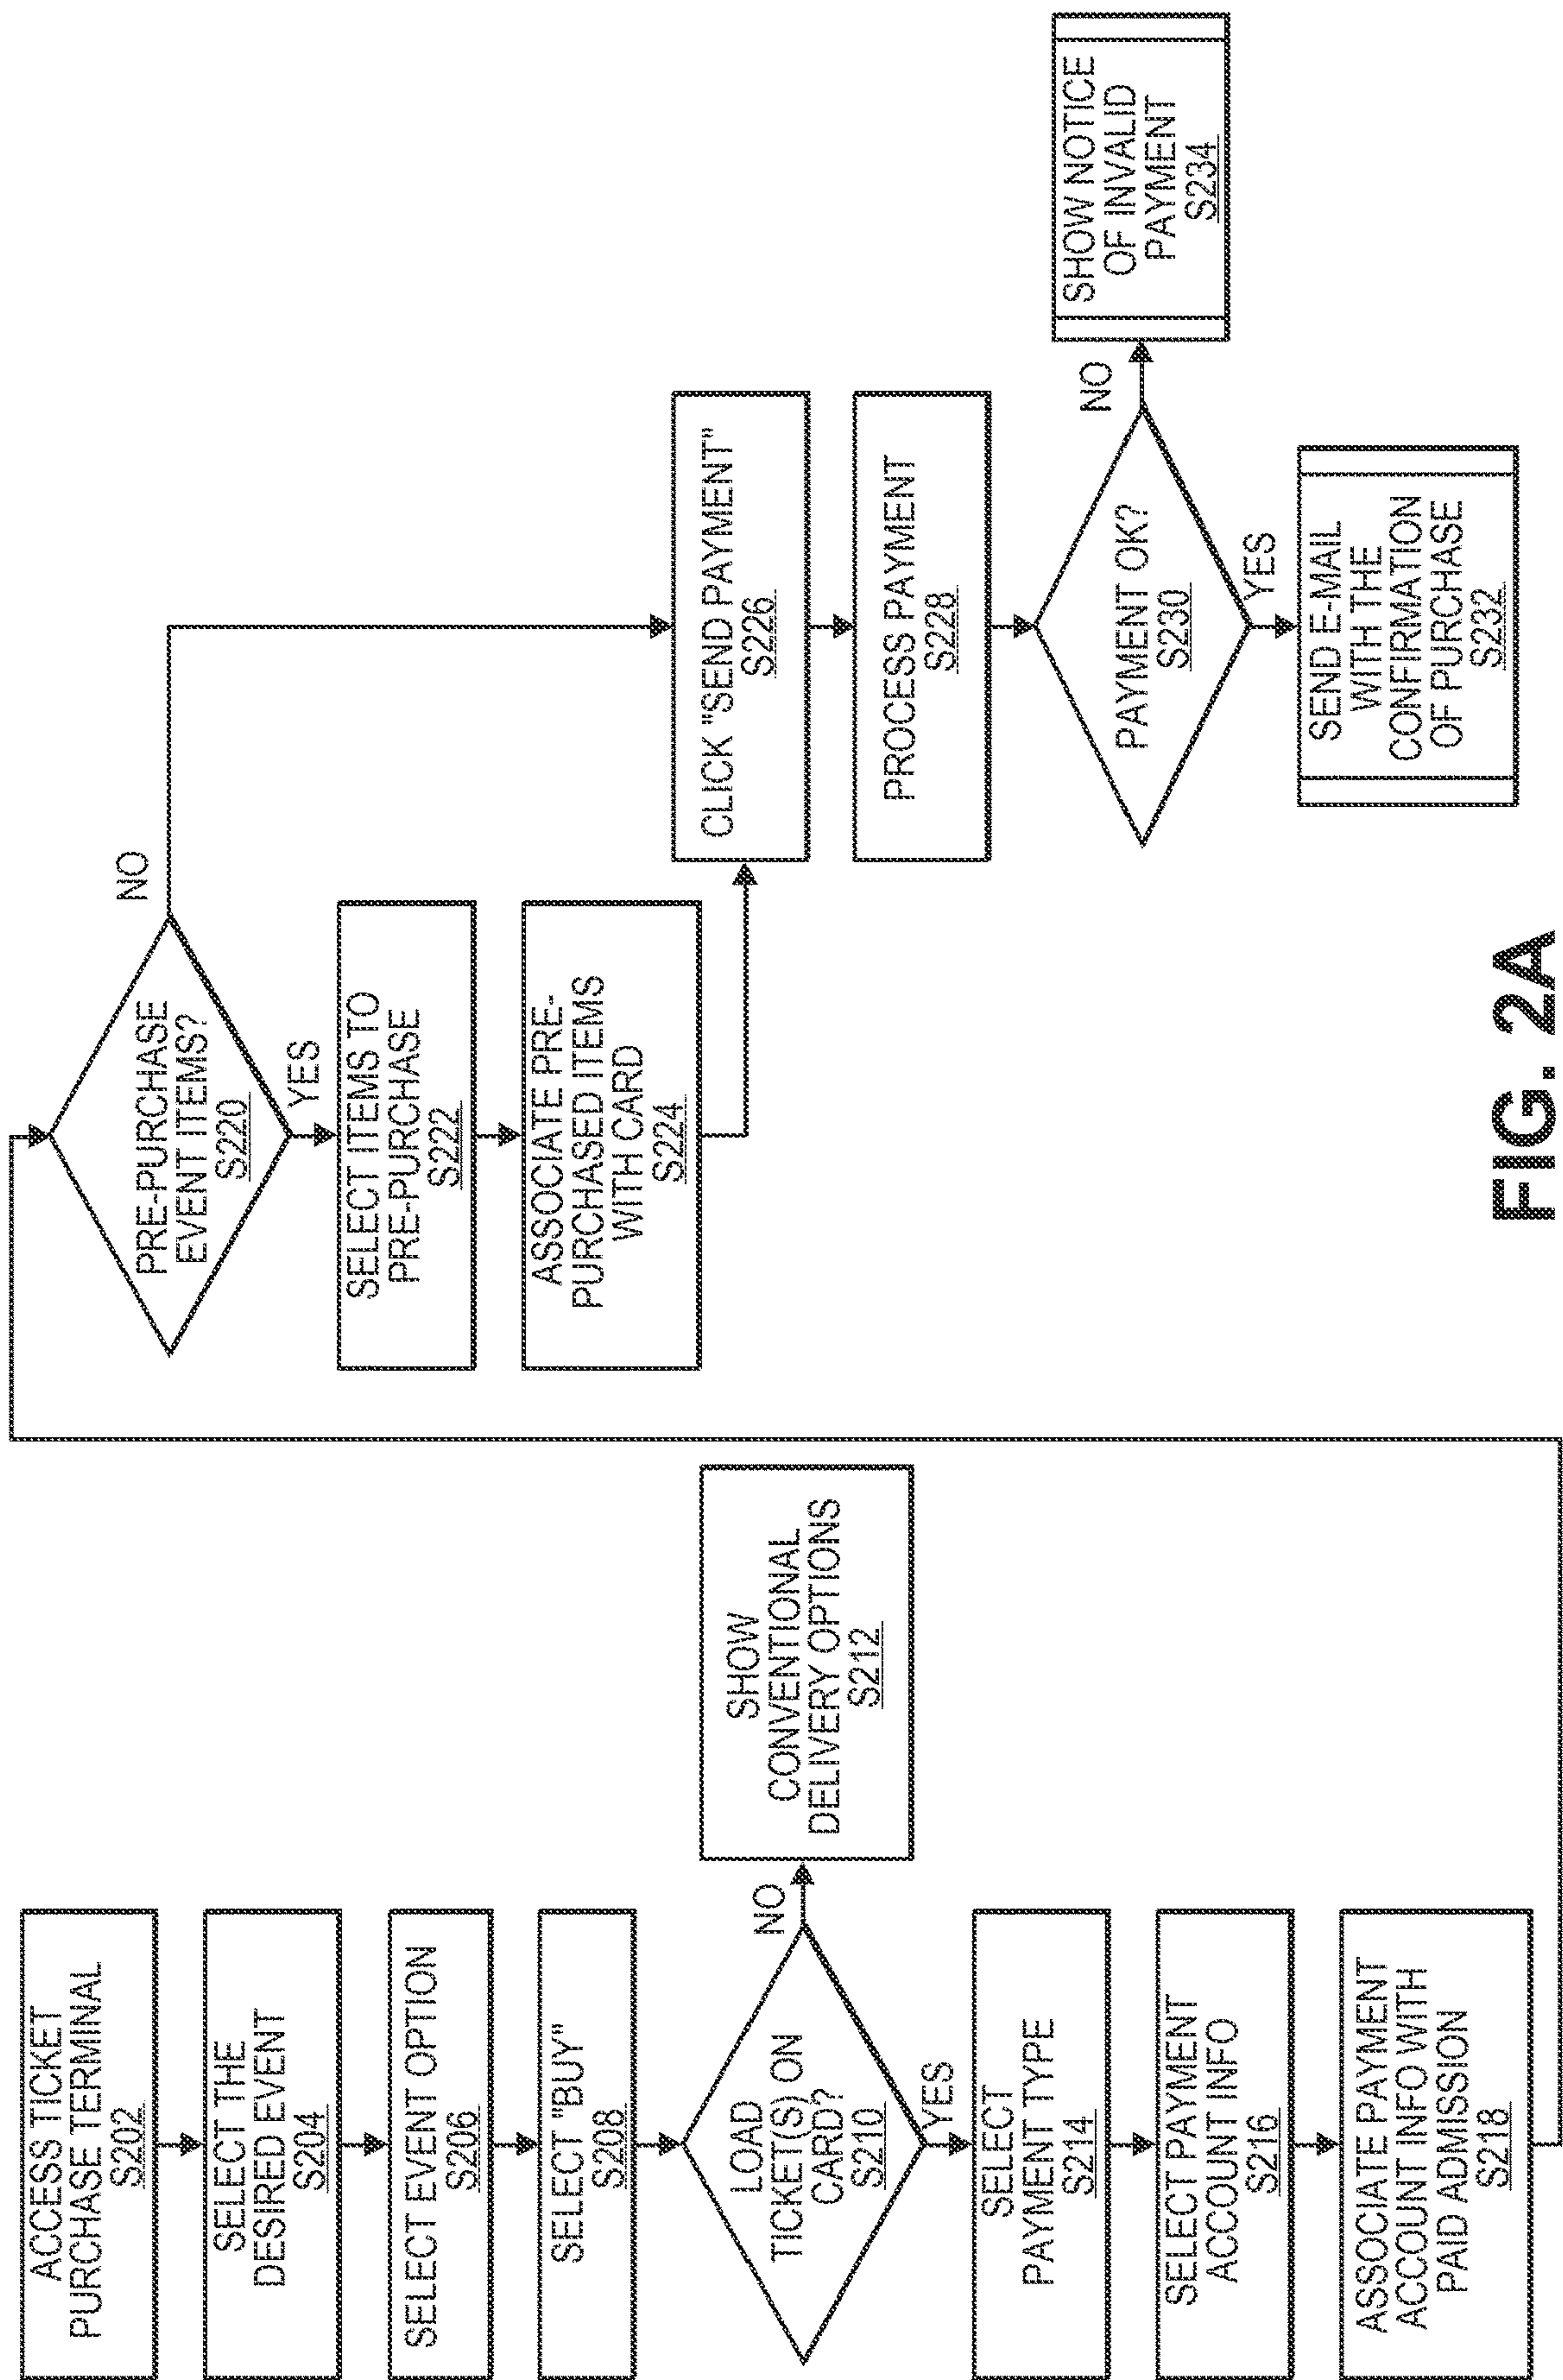 ACCESS TICKET
PURCHASE TERMINAL
S202
SELECT THE
DESIRED EVENT
S204
SELECT EVENT OPTION
S206
SELECT "BUY"
S208
LOAD
TICKET(S) ON
CARD?
S210
NO
SHOW
CONVENTIONAL
DELIVERY OPTIONS
S212
YES
SELECT
PAYMENT TYPE
S214
SELECT PAYMENT
ACCOUNT INFO
S216
ASSOCIATE PAYMENT
ACCOUNT INFO WITH
PAID ADMISSION
S218
PRE-PURCHASE
EVENT ITEMS?
S220
NO
YES
SELECT ITEMS TO
PRE-PURCHASE
S222
ASSOCIATE PRE-
PURCHASED ITEMS
WITH CARD
S224
CLICK "SEND PAYMENT"
S226
PROCESS PAYMENT
S228
PAYMENT OK?
S230
NO
SHOW NOTICE
OF INVALID
PAYMENT
S234
YES
SEND E-MAIL
WITH THE
CONFIRMATION
OF PURCHASE
S232
FIG. 2A